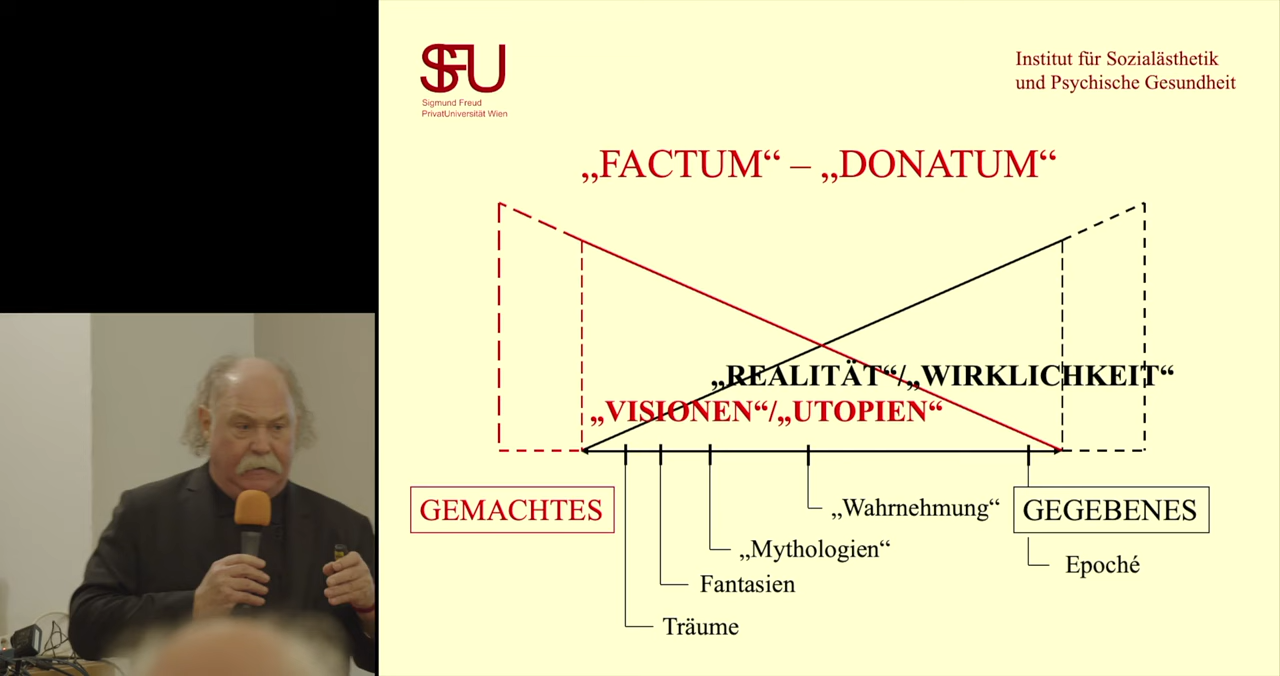 SFU
Sigmund Freud
PrivatUniversität Wien
Institut für Sozialästhetik
und Psychische Gesundheit
„FACTUM“ – „DONATUM“
„REALITÄT“/„WIRKLICHKEIT“
„VISIONEN“/„UTOPIEN“
GEMACHTES
„Wahrnehmung“
GEGEBENES
„Mythologien“
Epoché
Fantasien
Träume